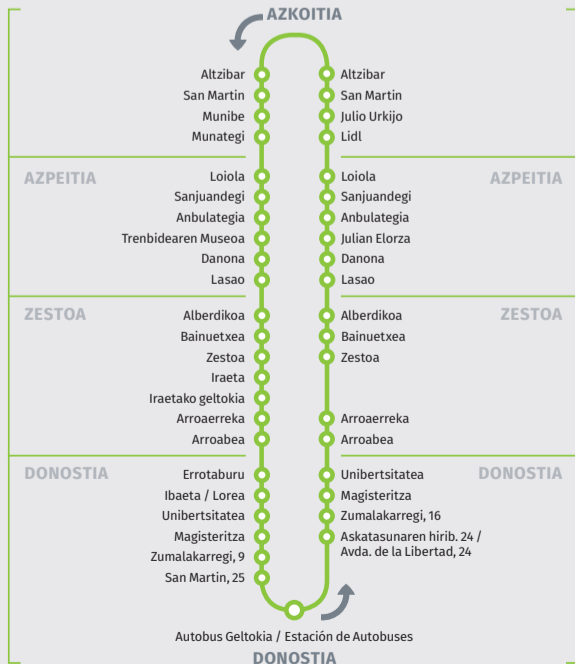 AZKOITIA
Altzibar
San Martin
Munibe
Munategi
Altzibar
San Martin
Julio Urkijo
Lidl
AZPEITIA
Loiola
Sanjuandegi
Anbulategia
Trenbidearen Museoa
Danona
Lasao
Loiola
Sanjuandegi
Anbulategia
Julian Elorza
Danona
Lasao
AZPEITIA
ZESTOA
Alberdikoa
Bainuetxea
Zestoa
Iraeta
Iraetako geltokia
Arroaerreka
Arroabea
Alberdikoa
Bainuetxea
Zestoa
Arroaerreka
Arroabea
ZESTOA
DONOSTIA
Errotaburu
Ibaeta / Lorea
Unibertsitatea
Magisteritza
Zumalakarregi, 9
San Martin, 25
Unibertsitatea
Magisteritza
Zumalakarregi, 16
Askatasunaren hirib. 24 /
Avda. de la Libertad, 24
DONOSTIA
Autobus Geltokia / Estación de Autobuses
DONOSTIA